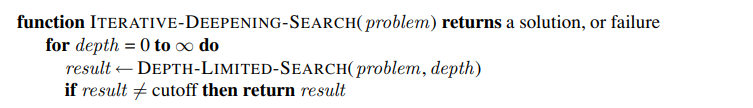 function ITERATIVE-DEEPENING-SEARCH(problem) returns a solution, or failure
for depth = 0 to ∞ do
result ← DEPTH-LIMITED-SEARCH(problem, depth)
if result ≠ cutoff then return result